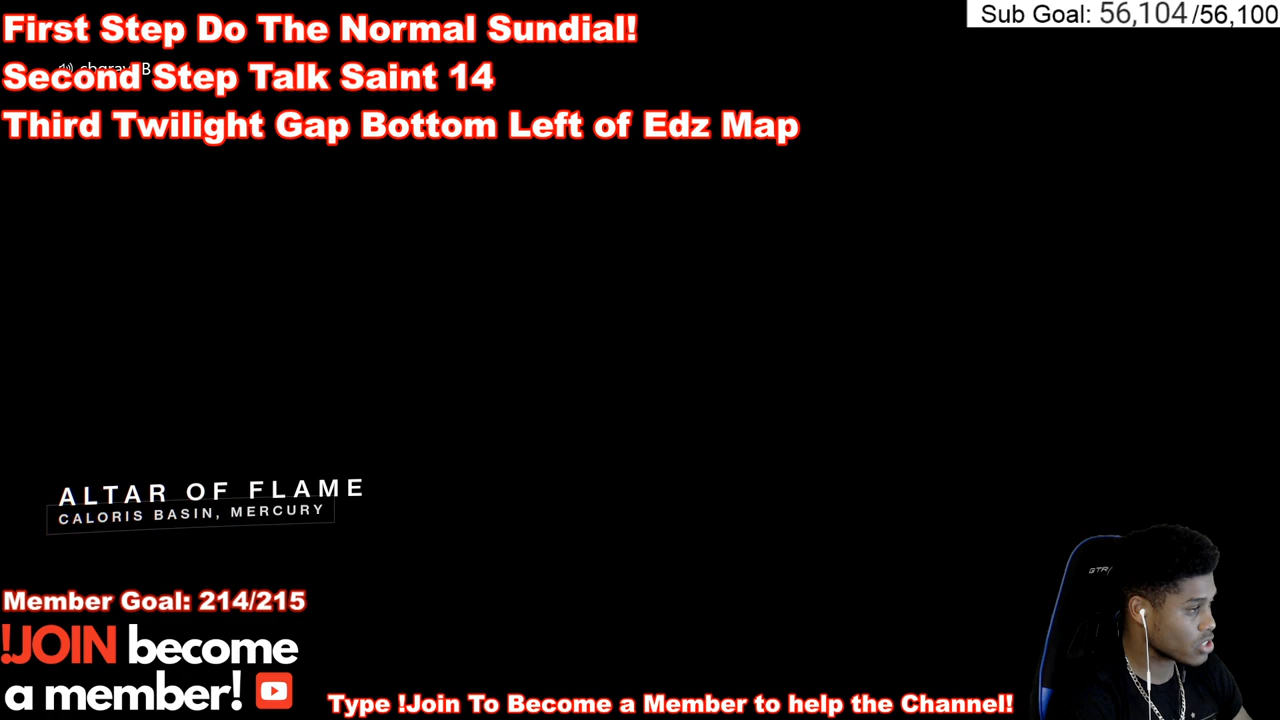 First Step Do The Normal Sundial!
Sub Goal: 56,104/56,100
Second Step Talk Saint 14
Third Twilight Gap Bottom Left of Edz Map
ALTAR OF FLAME
CALORIS BASIN, MERCURY
GTR
Member Goal: 214/215
!JOIN become
a member!
Type !Join To Become a Member to help the Channel!